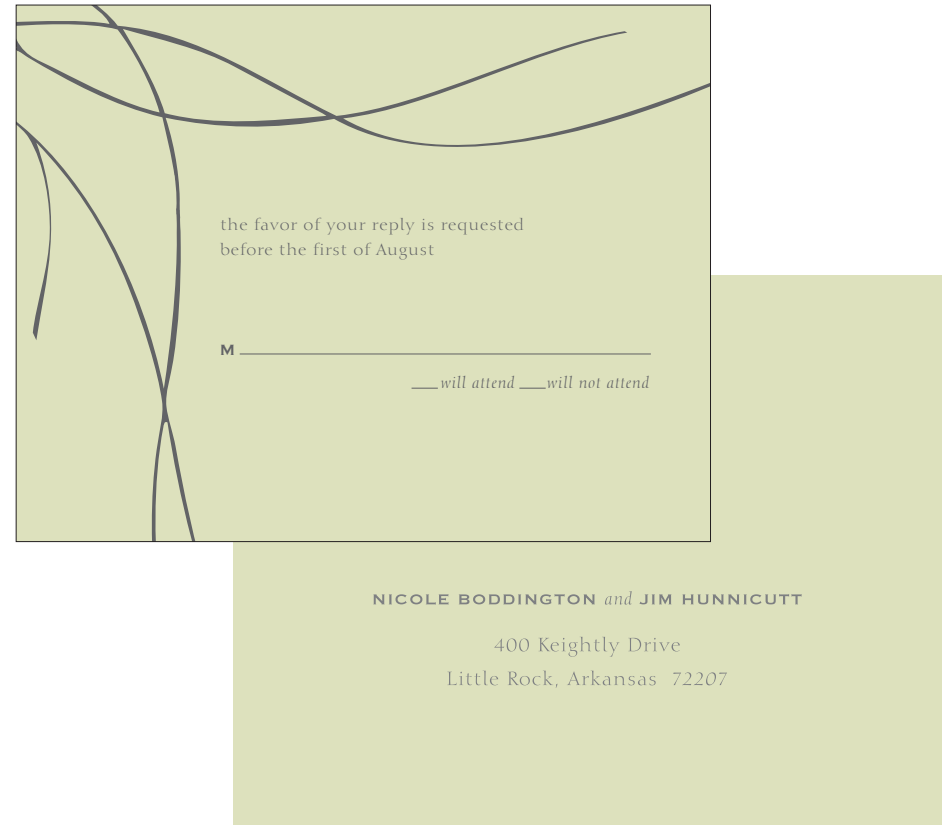 the favor of your reply is requested
before the first of August
M ____________________
___will attend ___will not attend
NICOLE BODDINGTON and JIM HUNNICUTT
400 Keightly Drive
Little Rock, Arkansas 72207